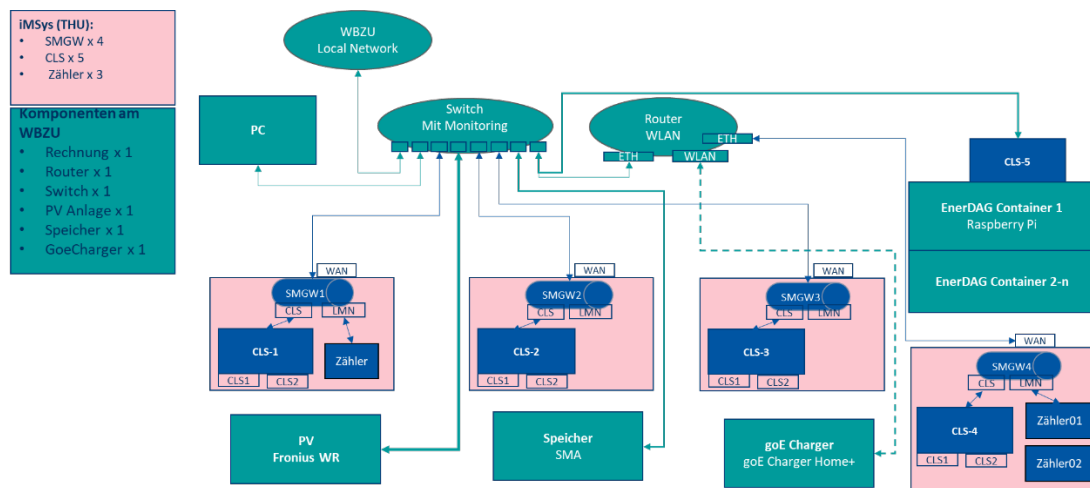 iMSys (THU):
• SMGW x 4
• CLS x 5
• Zähler x 3
Komponenten am
WBZU
• Rechnung x 1
• Router x 1
• Switch x 1
• PV Anlage x 1
• Speicher x 1
• GoeCharger x 1
WBZU
Local Network
PC
Switch
Mit Monitoring
Router
WLAN
ETH
ETH
WLAN
CLS-5
EnerDAG Container 1
Raspberry Pi
EnerDAG Container 2-n
WAN
SMGW1
CLS
LMN
CLS-1
Zähler
CLS1
CLS2
WAN
SMGW2
CLS
LMN
CLS-2
CLS1
CLS2
WAN
SMGW3
CLS
LMN
CLS-3
CLS1
CLS2
WAN
SMGW4
CLS
LMN
CLS-4
Zähler01
Zähler02
CLS1
CLS2
PV
Fronius WR
Speicher
SMA
goE Charger
goE Charger Home+